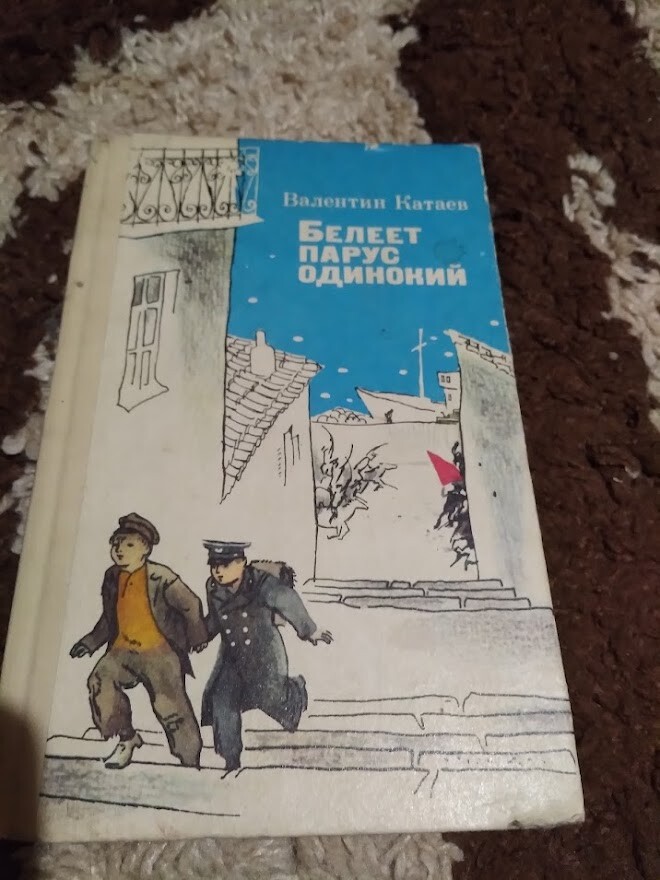 Валентин Катаев
Белеет
парус
одинокий